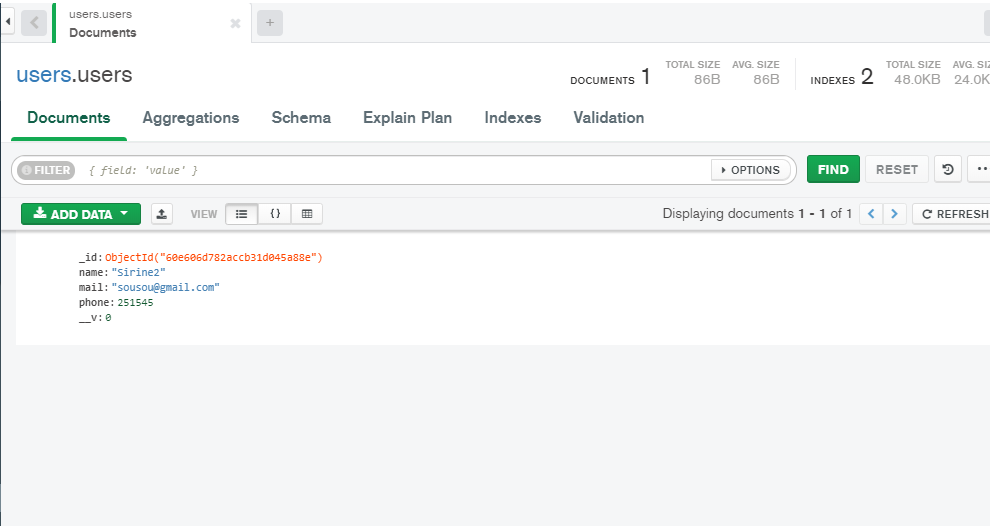 users.users
Documents
users.users
DOCUMENTS 1 TOTAL SIZE 86B AVG. SIZE 86B INDEXES 2 TOTAL SIZE 48.0KB AVG. SIZ 24.0K
Documents Aggregations Schema Explain Plan Indexes Validation
FILTER { field: 'value' } OPTIONS FIND RESET
ADD DATA VIEW { } Displaying documents 1 - 1 of 1 REFRESH
_id: ObjectId("60e606d782accb31d045a88e")
name: "Sirine2"
mail: "sousou@gmail.com"
phone: 251545
__v: 0